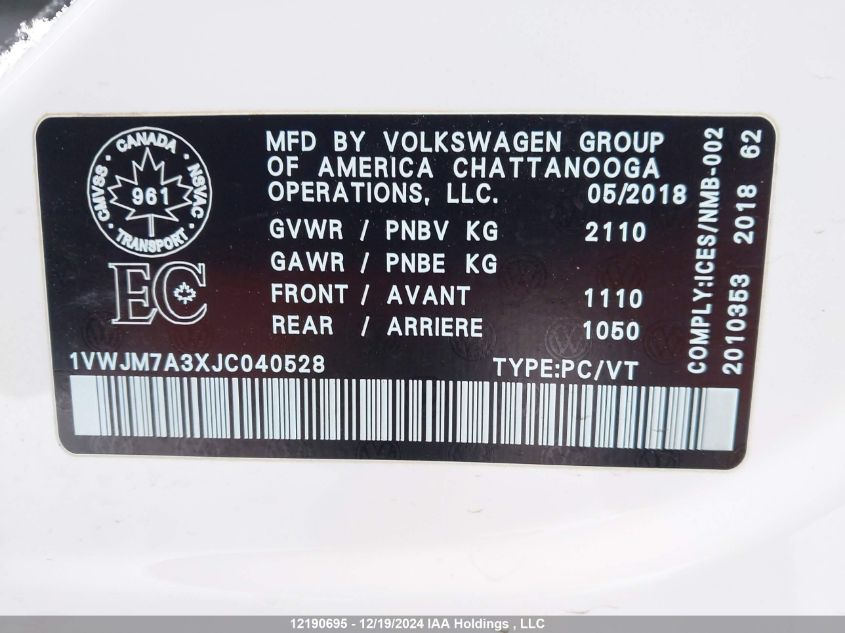 CANADA
CMVSS 961 NSVAC
TRANSPORT
EC
MFD BY VOLKSWAGEN GROUP
OF AMERICA CHATTANOOGA
OPERATIONS, LLC. 05/2018
GVWR / PNBV KG 2110
GAWR / PNBE KG
FRONT / AVANT 1110
REAR / ARRIERE 1050
1VWJM7A3XJC040528 TYPE:PC/VT
COMPLY:ICES/NMB-002
2010353 2018 62
12190695 - 12/19/2024 IAA Holdings , LLC